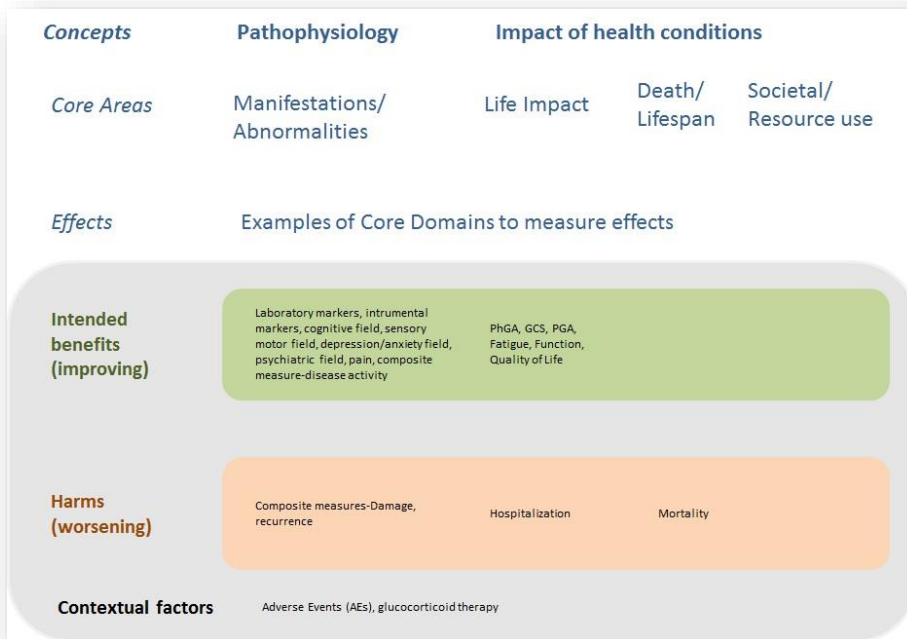 Concepts Pathophysiology Impact of health conditions
Core Areas Manifestations/ Life Impact Death/ Societal/
Abnormalities Lifespan Resource use
Effects Examples of Core Domains to measure effects
Intended
benefits
(improving)
Laboratory markers, intrumental
markers, cognitive field, sensory
motor field, depression/anxiety field,
psychiatric field, pain, composite
measure-disease activity
PhGA, GCS, PGA,
Fatigue, Function,
Quality of Life
Harms
(worsening)
Composite measures-Damage,
recurrence
Hospitalization
Mortality
Contextual factors Adverse Events (AEs), glucocorticoid therapy